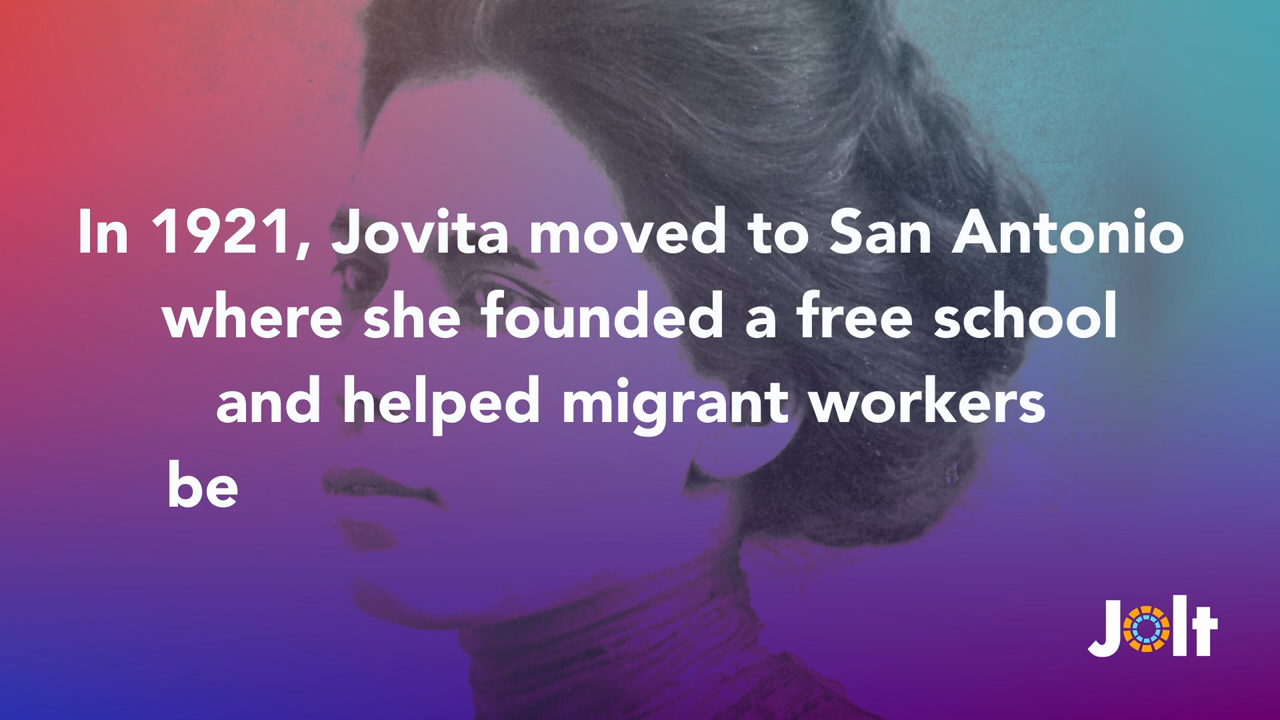 In 1921, Jovita moved to San Antonio
where she founded a free school
and helped migrant workers
be
Jolt